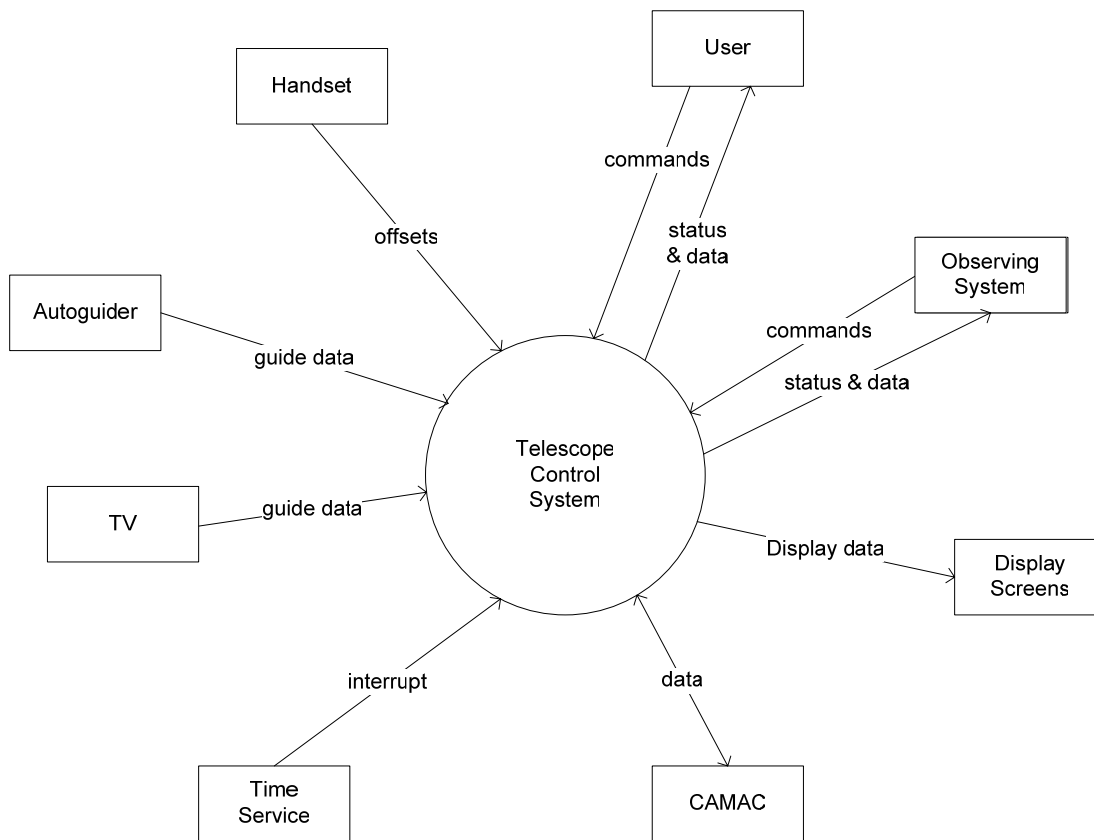 User
Handset
commands
status
& data
offsets
Observing
System
Autoguider
commands
guide data
status & data
Telescope
Control
System
TV
guide data
Display data
Display
Screens
interrupt
data
Time
Service
CAMAC